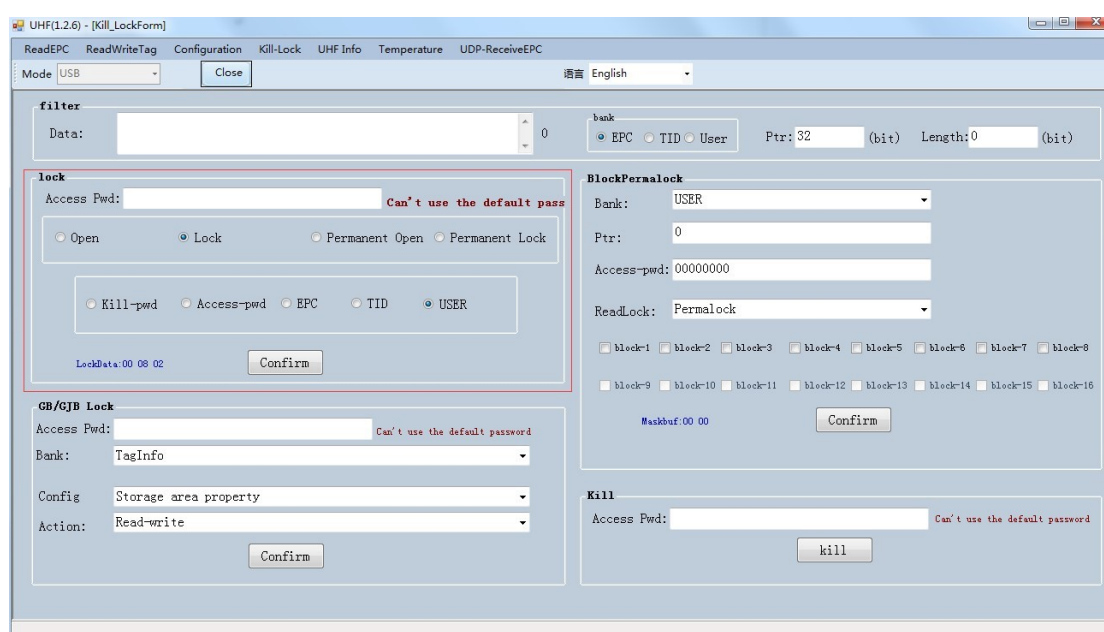 UHF(1.2.6) - [Kill_LockForm]
ReadEPC ReadWriteTag Configuration Kill-Lock UHF Info Temperature UDP-ReceiveEPC
Mode USB Close 语言 English
filter
Data: 0
bank
EPC TID User Ptr: 32 (bit) Length: 0 (bit)
lock
Access Pwd: Can't use the default pass
Open Lock Permanent Open Permanent Lock
Kill-pwd Access-pwd EPC TID USER
LockData:00 08 02 Confirm
GB/GJB Lock
Access Pwd: Can't use the default password
Bank: TagInfo
Config Storage area property
Action: Read-write
Confirm
BlockPermalock
Bank: USER
Ptr: 0
Access-pwd: 00000000
ReadLock: Permalock
block-1 block-2 block-3 block-4 block-5 block-6 block-7 block-8
block-9 block-10 block-11 block-12 block-13 block-14 block-15 block-16
Maskbuf:00 00 Confirm
Kill
Access Pwd: Can't use the default password
kill